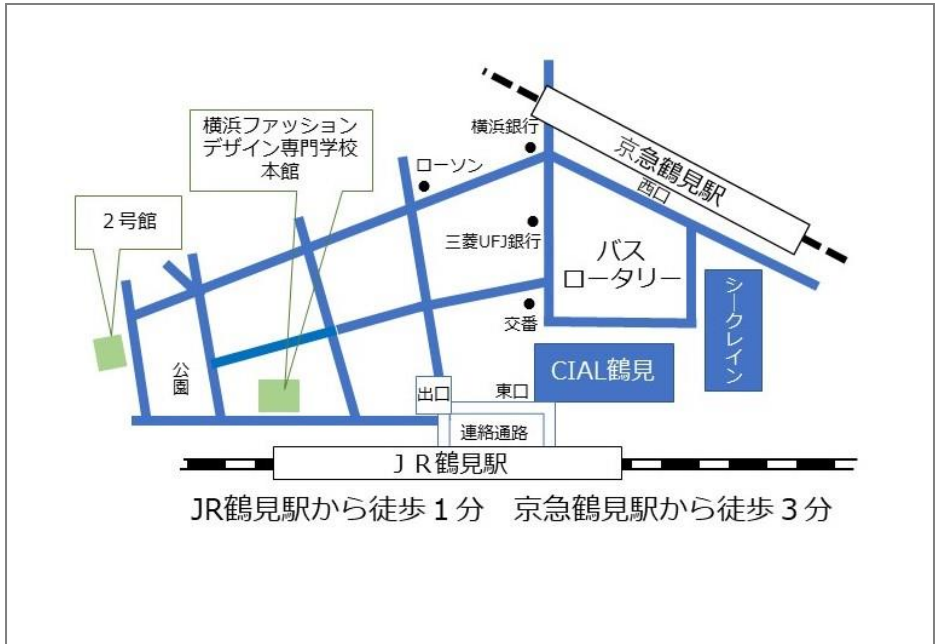 横浜銀行
京急鶴見駅
西口
横浜ファッション
デザイン専門学校
本館
ローソン
２号館
三菱UFJ銀行
バス
ロータリー
シークレイン
交番
公園
CIAL鶴見
出口
東口
連絡通路
ＪＲ鶴見駅
JR鶴見駅から徒歩１分　京急鶴見駅から徒歩３分